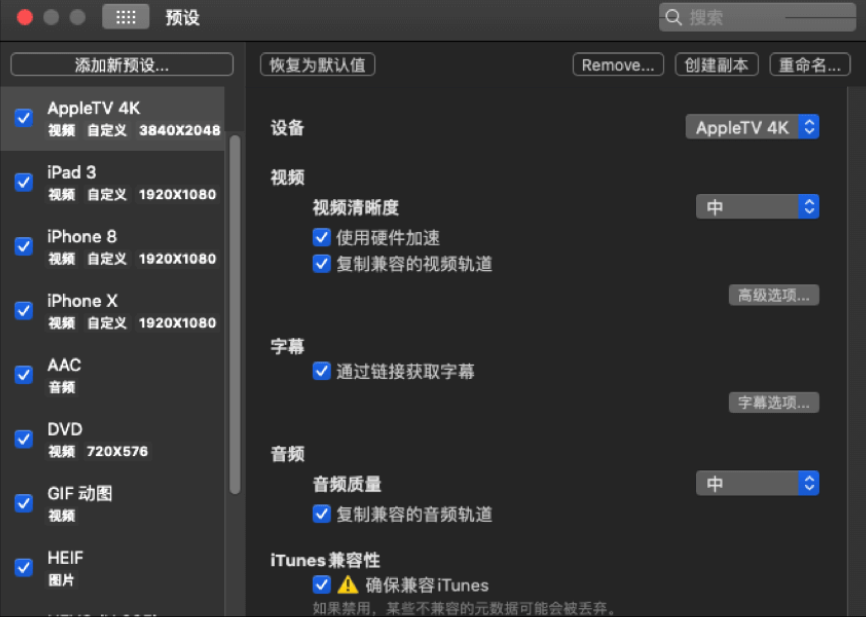 预设
搜索
添加新预设...
恢复为默认值
Remove...
创建副本
重命名...
AppleTV 4K
视频 自定义 3840X2048
iPad 3
视频 自定义 1920X1080
iPhone 8
视频 自定义 1920X1080
iPhone X
视频 自定义 1920X1080
AAC
音频
DVD
视频 720X576
GIF 动图
视频
HEIF
图片
设备
AppleTV 4K
视频
视频清晰度
中
使用硬件加速
复制兼容的视频轨道
高级选项...
字幕
通过链接获取字幕
字幕选项...
音频
音频质量
中
复制兼容的音频轨道
iTunes兼容性
确保兼容iTunes
如果禁用，某些不兼容的元数据可能会被丢弃。